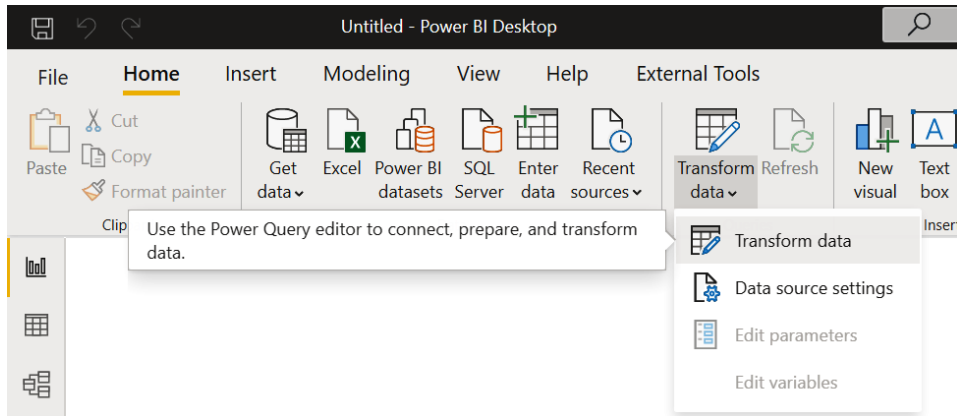 Untitled - Power BI Desktop
File Home Insert Modeling View Help External Tools
Paste
Cut
Copy
Format painter
Get data
Excel
Power BI datasets
SQL Server
Enter data
Recent sources
Transform data
Refresh
New visual
Text box
Clip
Inser
Use the Power Query editor to connect, prepare, and transform
data.
Transform data
Data source settings
Edit parameters
Edit variables